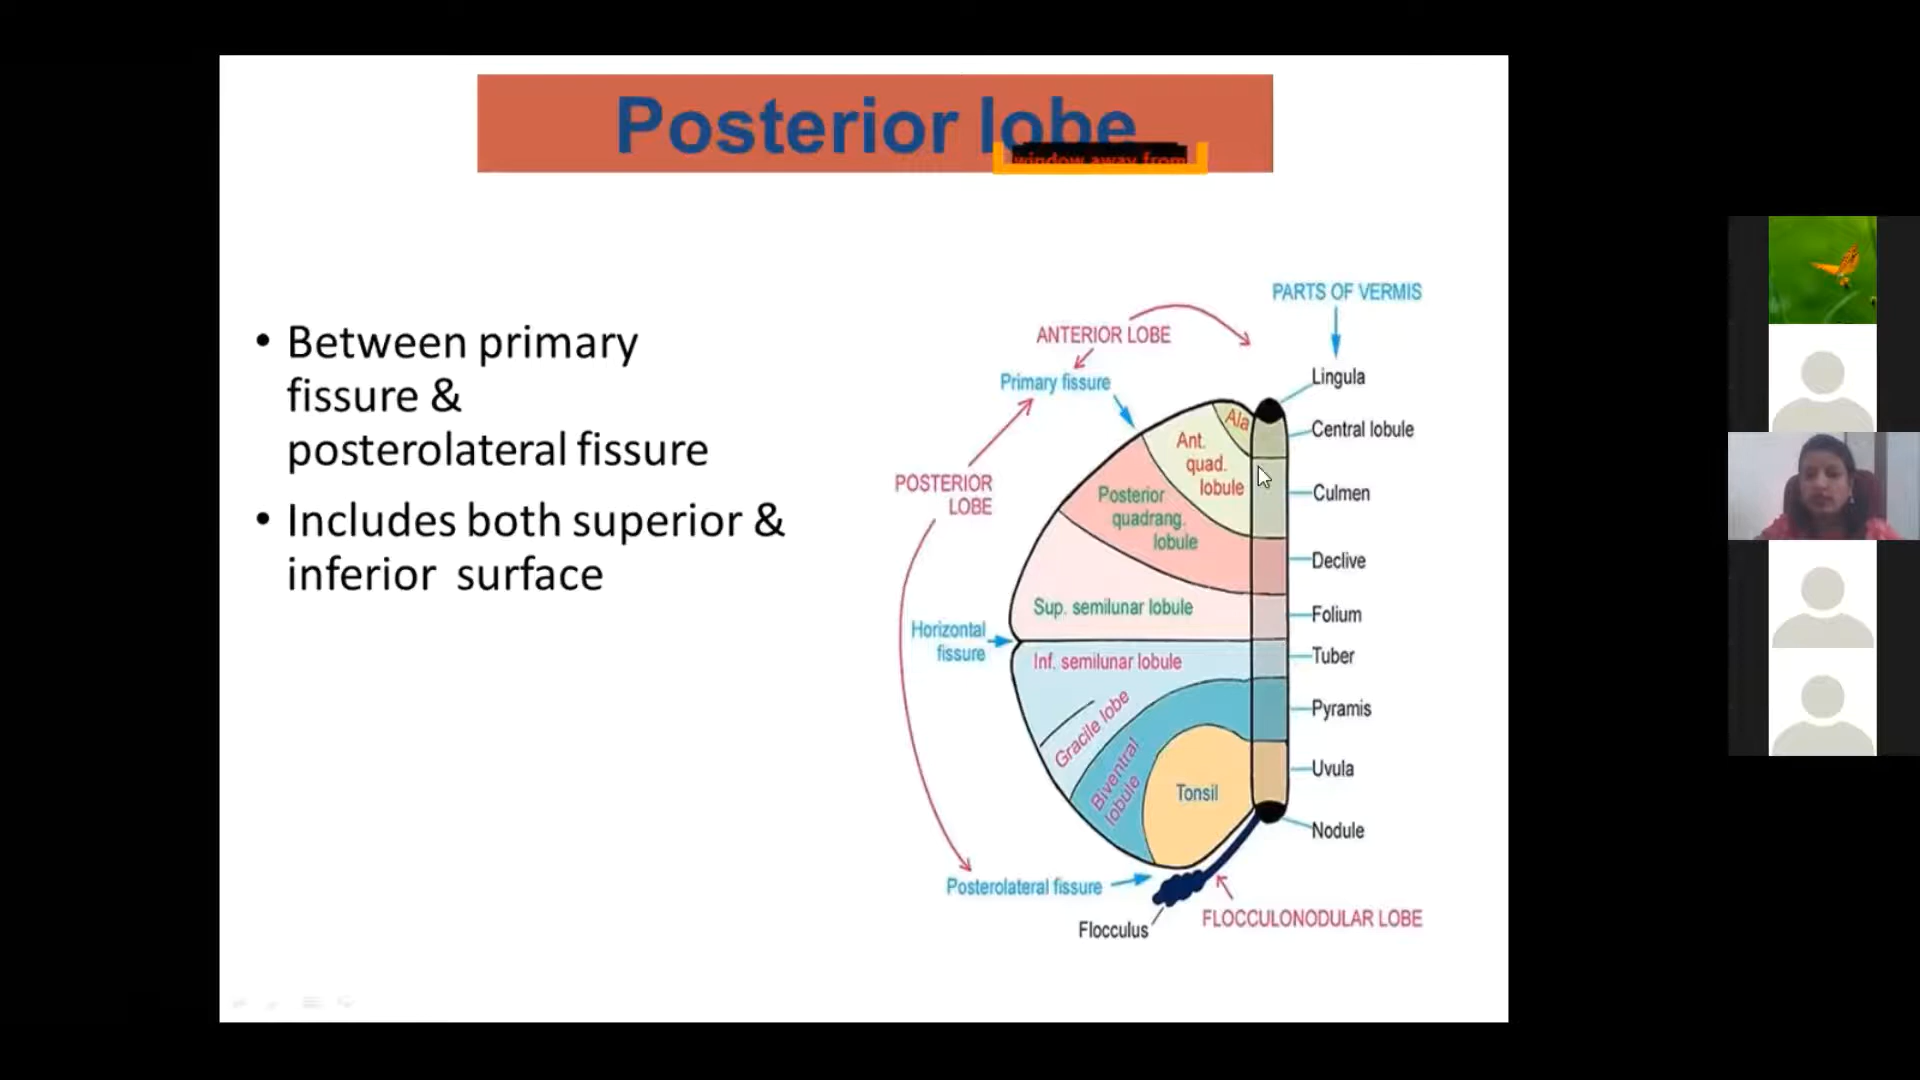 Posterior lobe
window away from
• Between primary
fissure &
posterolateral fissure
• Includes both superior &
inferior surface
PARTS OF VERMIS
ANTERIOR LOBE
Primary fissure
Lingula
Ala
Central lobule
Ant.
quad.
lobule
POSTERIOR
LOBE
Posterior
quadrang.
lobule
Culmen
Declive
Sup. semilunar lobule
Folium
Horizontal
fissure
Inf. semilunar lobule
Tuber
Gracile lobe
Pyramis
Biventral
lobule
Tonsil
Uvula
Nodule
Posterolateral fissure
Flocculus
FLOCCULONODULAR LOBE